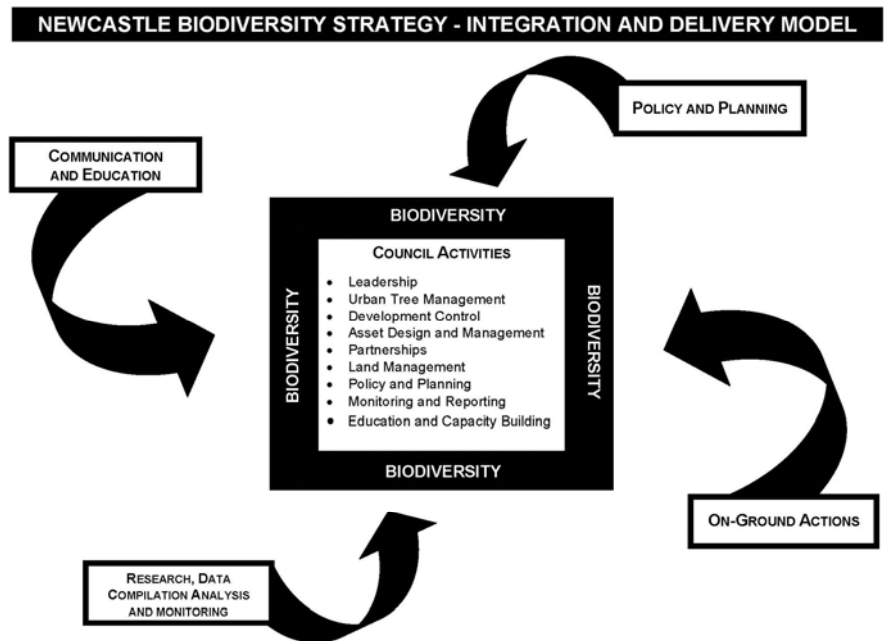 NEWCASTLE BIODIVERSITY STRATEGY - INTEGRATION AND DELIVERY MODEL
POLICY AND PLANNING
COMMUNICATION
AND EDUCATION
BIODIVERSITY
BIODIVERSITY
COUNCIL ACTIVITIES
• Leadership
• Urban Tree Management
• Development Control
• Asset Design and Management
• Partnerships
• Land Management
• Policy and Planning
• Monitoring and Reporting
• Education and Capacity Building
BIODIVERSITY
BIODIVERSITY
ON-GROUND ACTIONS
RESEARCH, DATA
COMPILATION ANALYSIS
AND MONITORING